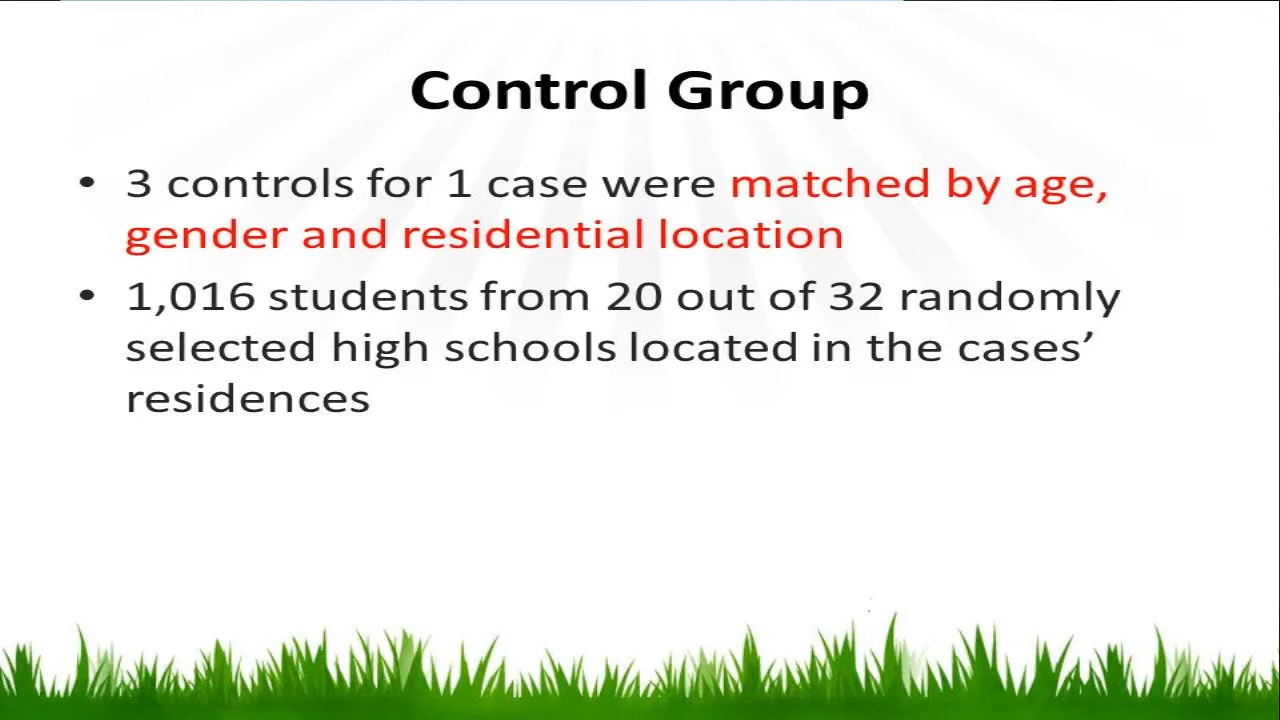 Control Group
• 3 controls for 1 case were matched by age,
gender and residential location
• 1,016 students from 20 out of 32 randomly
selected high schools located in the cases’
residences